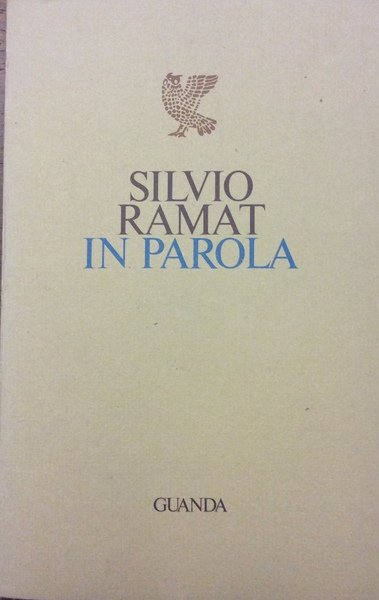 SILVIO
RAMAT
IN PAROLA
GUANDA